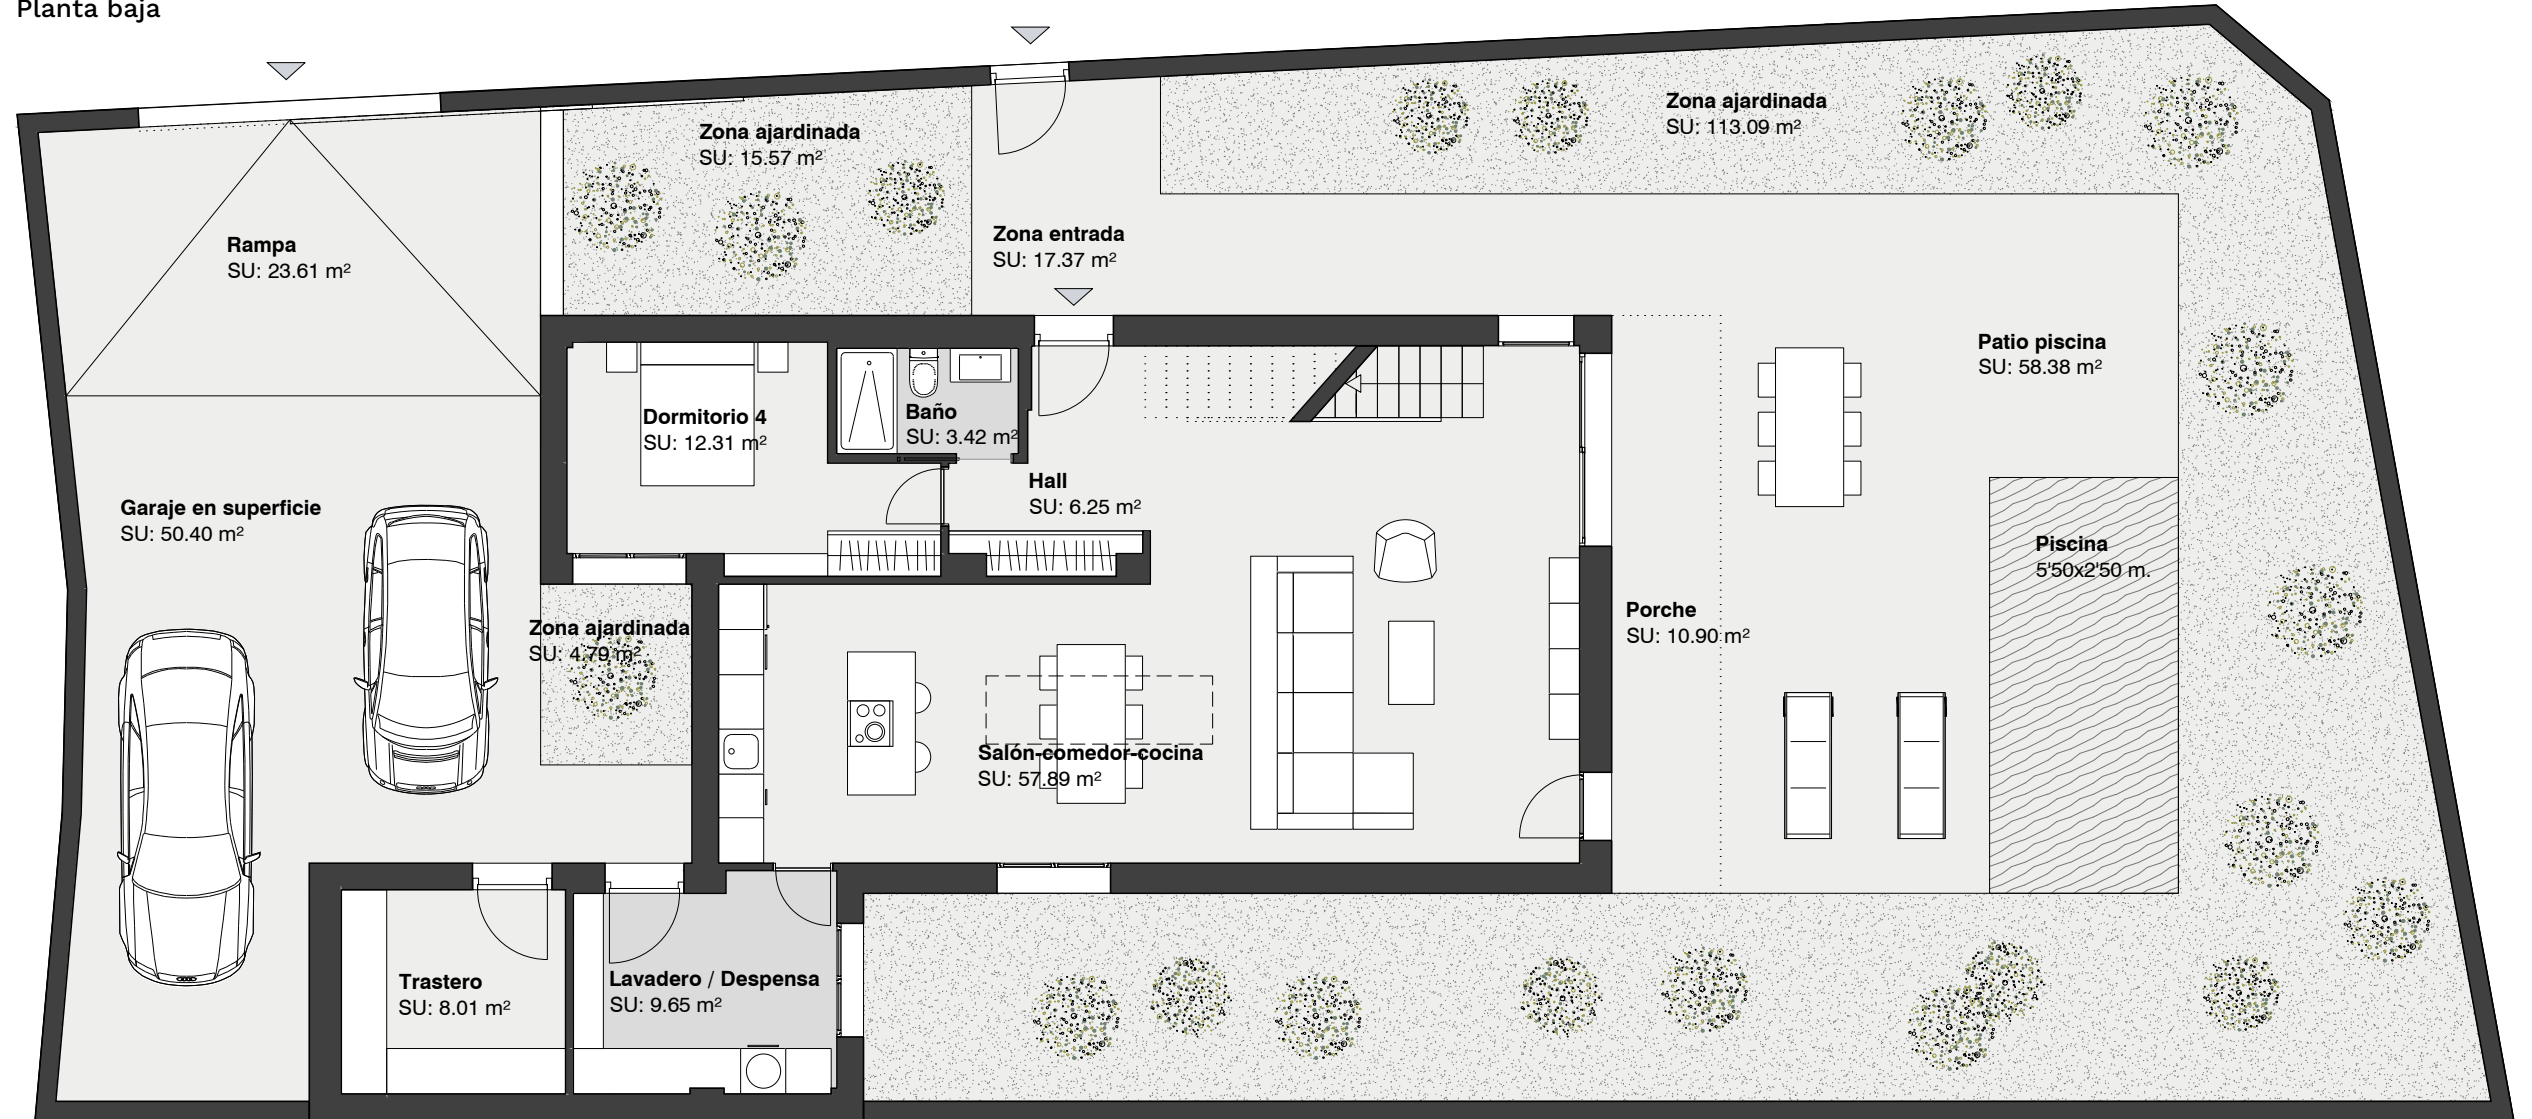 Planta baja
Zona ajardinada
SU: 15.57 m²
Zona ajardinada
SU: 113.09 m²
Rampa
SU: 23.61 m²
Zona entrada
SU: 17.37 m²
Patio piscina
SU: 58.38 m²
Dormitorio 4
SU: 12.31 m²
Baño
SU: 3.42 m²
Hall
SU: 6.25 m²
Garaje en superficie
SU: 50.40 m²
Piscina
5'50x2'50 m.
Zona ajardinada
SU: 4.79 m²
Porche
SU: 10.90 m²
Salón-comedor-cocina
SU: 57.89 m²
Trastero
SU: 8.01 m²
Lavadero / Despensa
SU: 9.65 m²